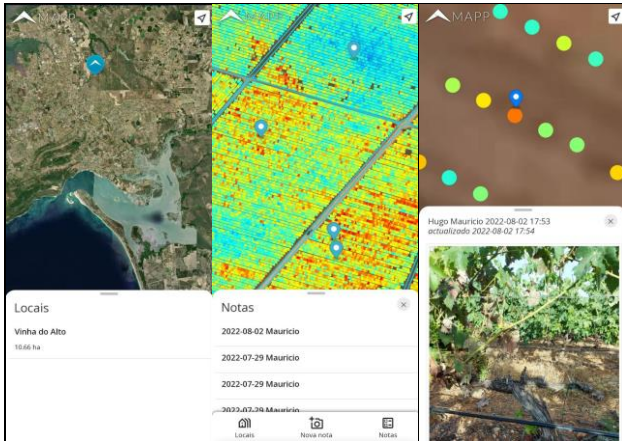 MAPP
Locais
Vinha do Alto
10.66 ha
MAPP
Notas
2022-08-02 Mauricio
2022-07-29 Mauricio
2022-07-29 Mauricio
2022-07-29 Mauricio
Locais
Nova nota
Notas
MAPP
Hugo Mauricio 2022-08-02 17:53
actualizado 2022-08-02 17:54